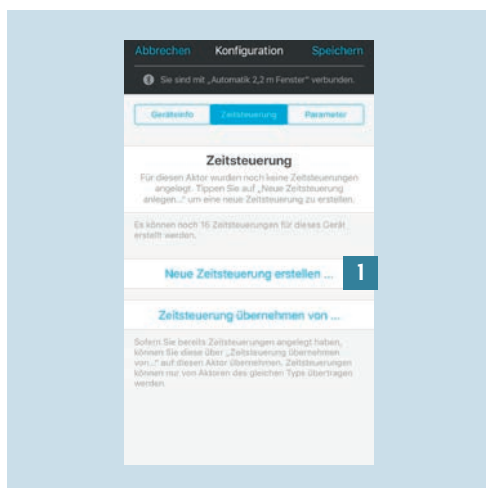 Abbrechen Konfiguration Speichern
Sie sind mit „Automatik 2,2 m Fenster" verbunden.
Geräteinfo Zeitsteuerung Parameter
Zeitsteuerung
Für diesen Aktor wurden noch keine Zeitsteuerungen
angelegt. Tippen Sie auf „Neue Zeitsteuerung
anlegen..." um eine neue Zeitsteuerung zu erstellen.
Es können noch 16 Zeitsteuerungen für dieses Gerät
erstellt werden.
Neue Zeitsteuerung erstellen ... 1
Zeitsteuerung übernehmen von ...
Sofern Sie bereits Zeitsteuerungen angelegt haben,
können Sie diese über „Zeitsteuerung übernehmen
von..." auf diesen Aktor übernehmen. Zeitsteuerungen
können nur von Aktoren des gleichen Type übertragen
werden.